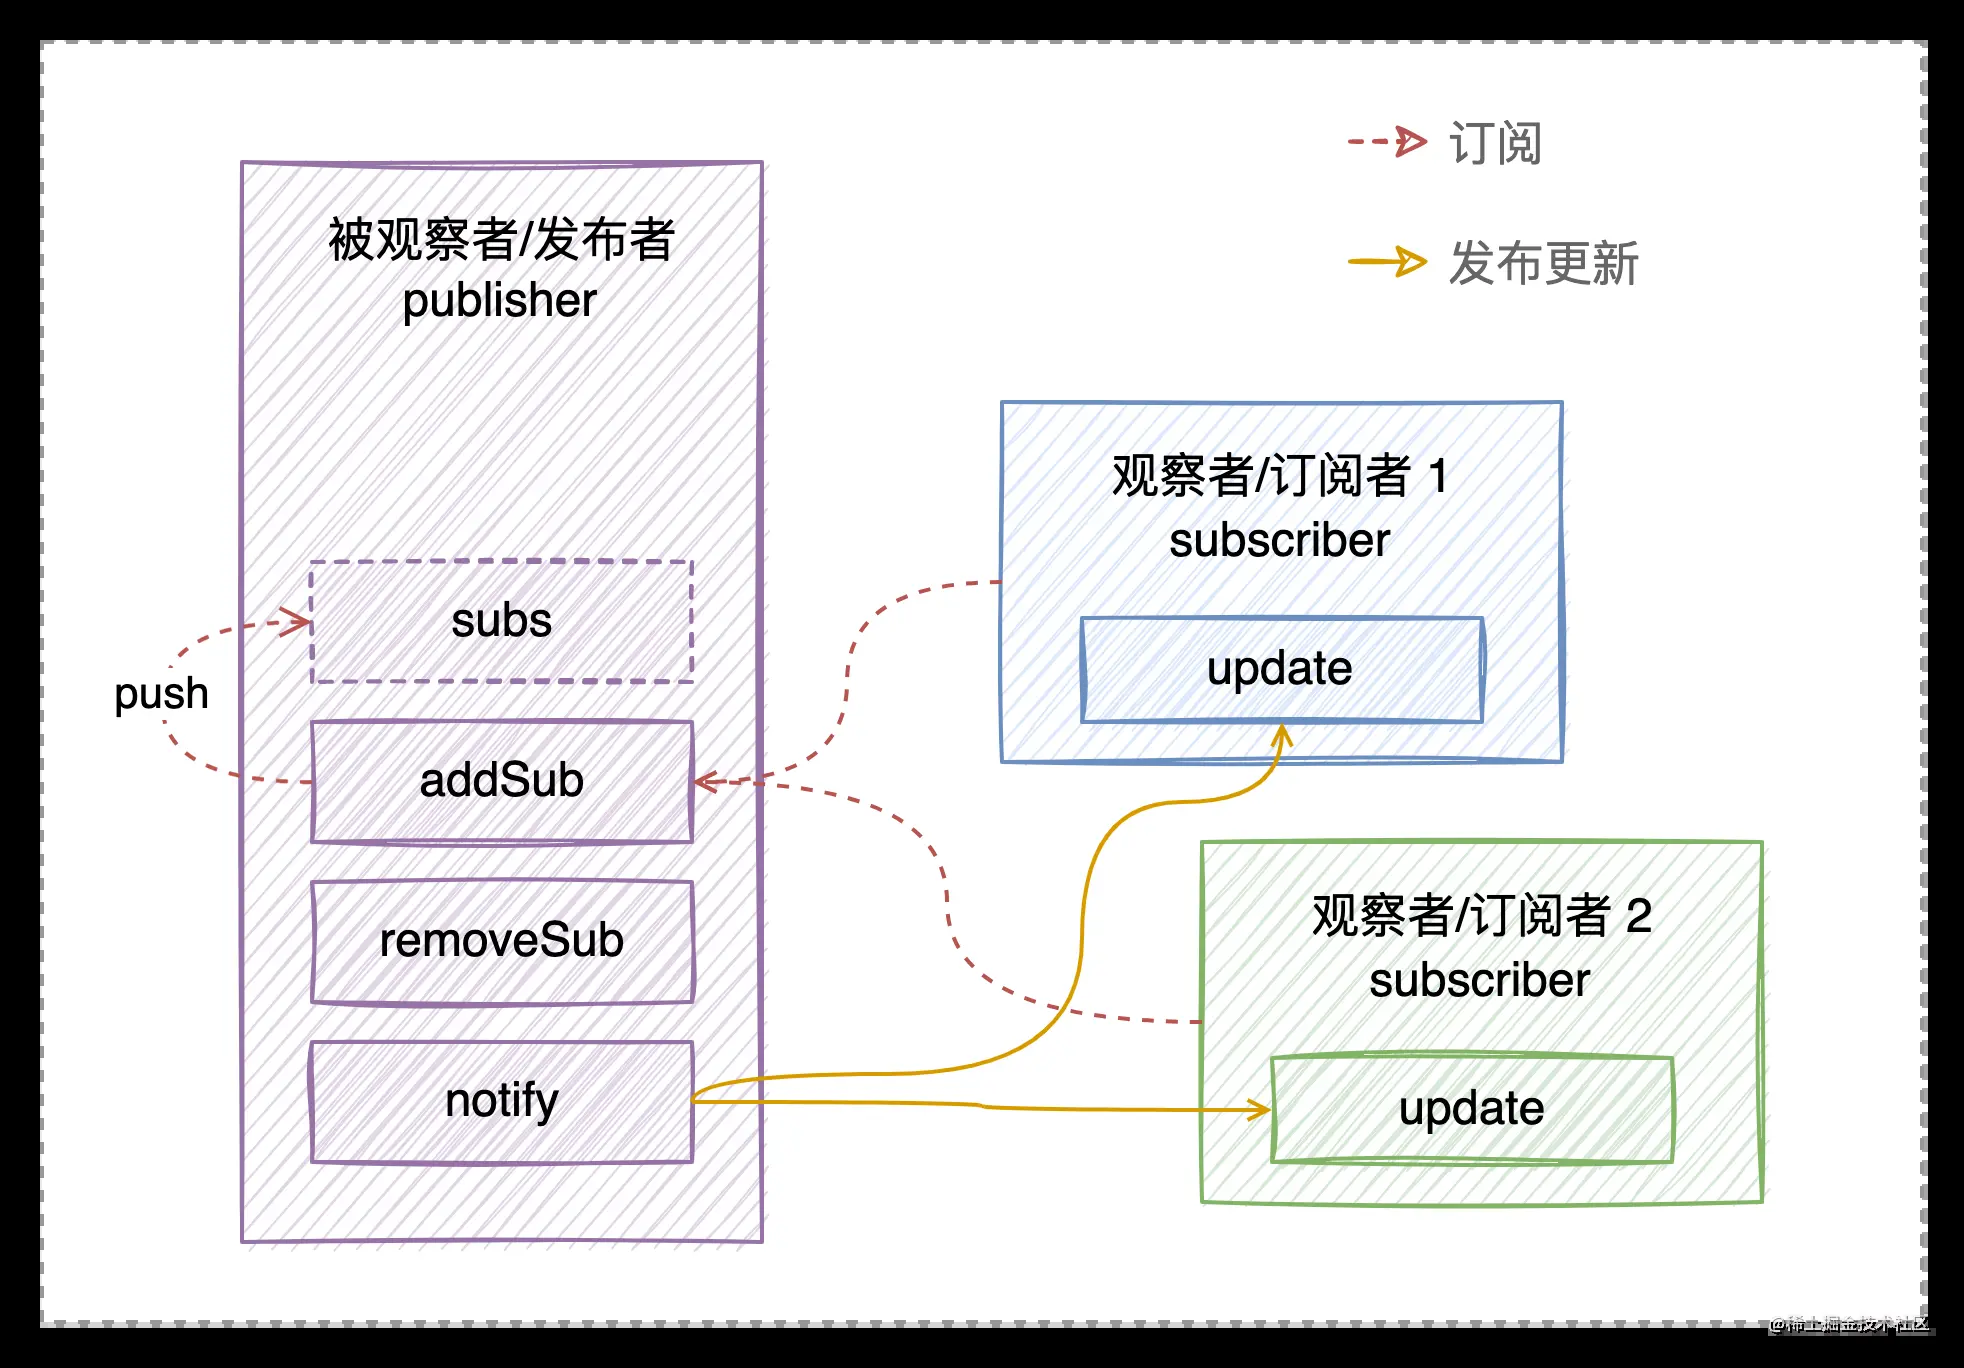 订阅
发布更新
被观察者/发布者
publisher
subs
push
addSub
removeSub
notify
观察者/订阅者 1
subscriber
update
观察者/订阅者 2
subscriber
update
@稀土掘金技术社区